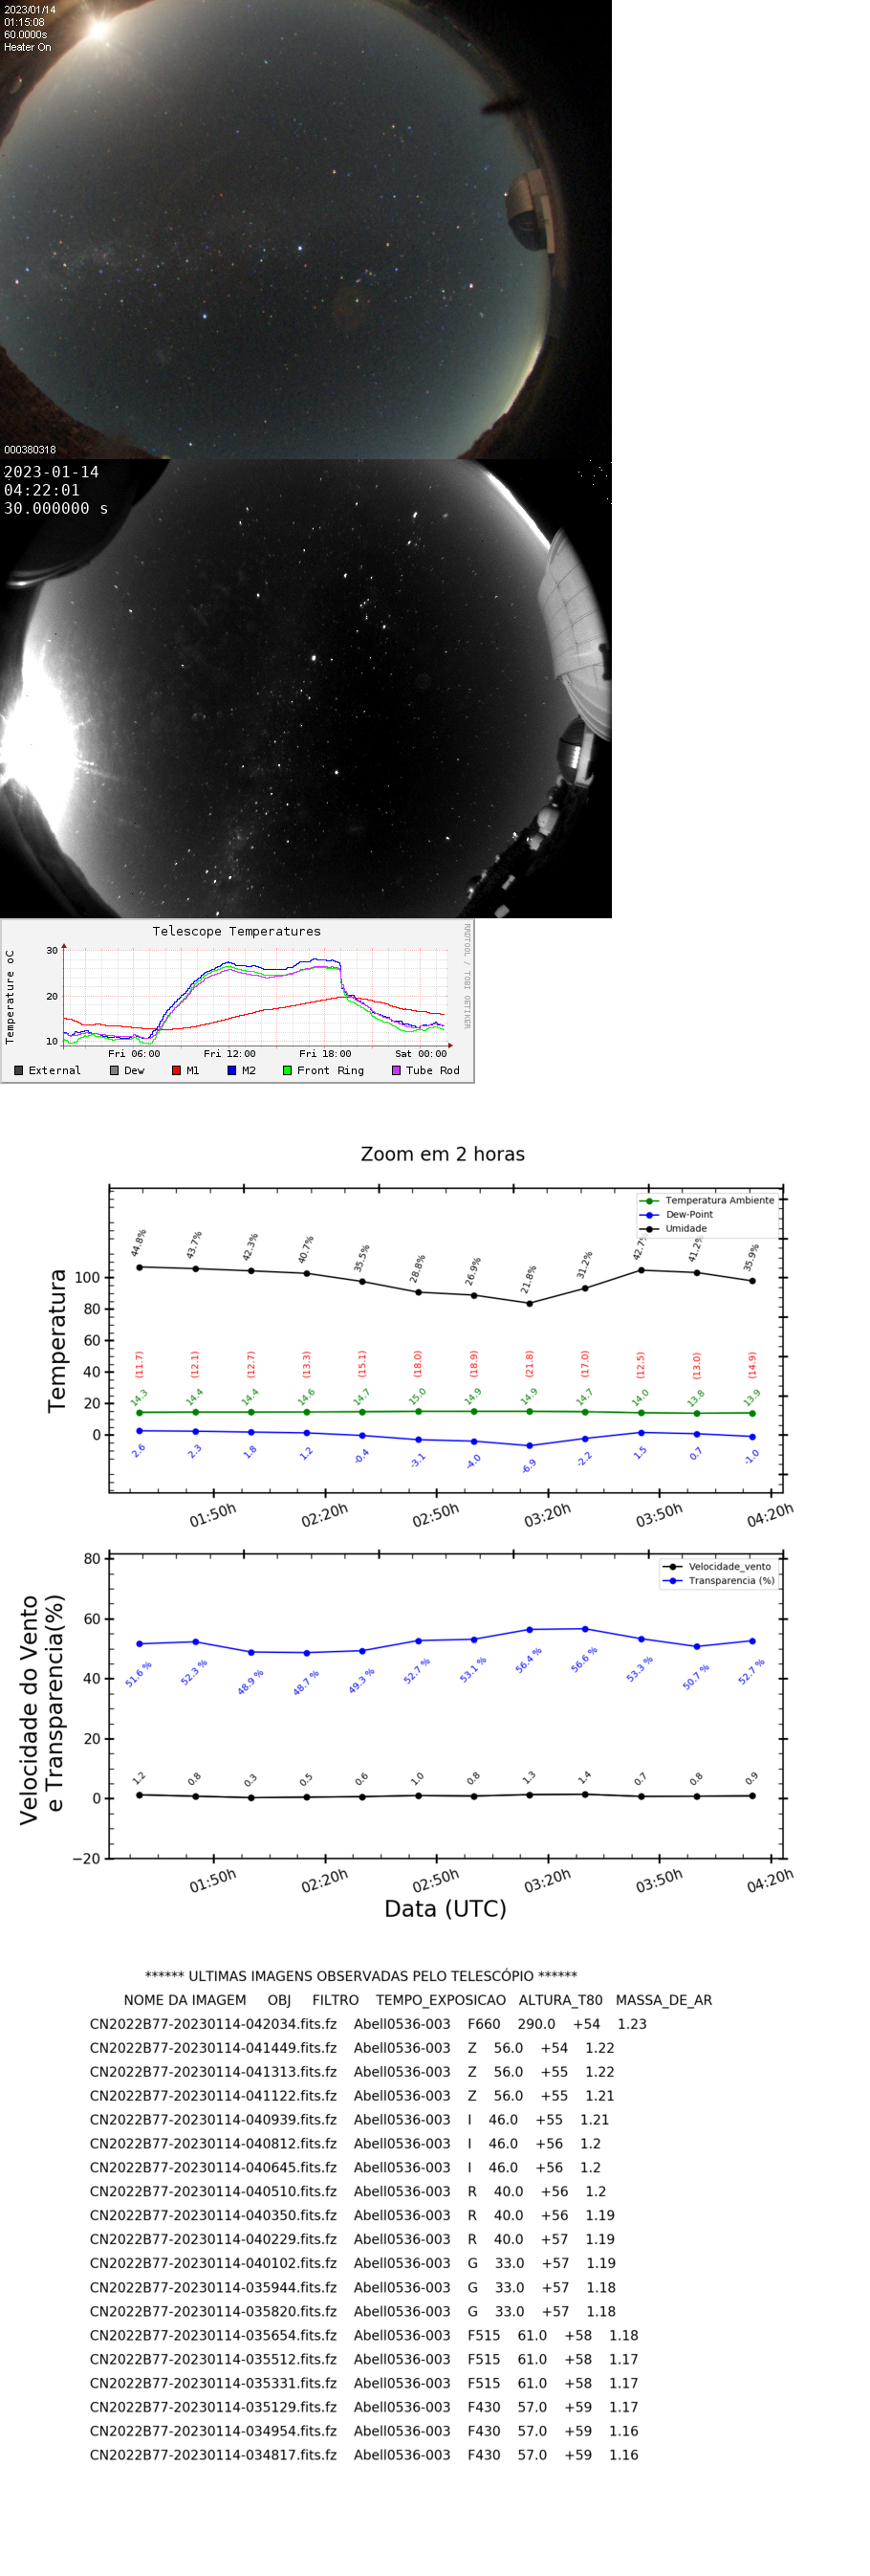 2023/01/14
01:15:08
60.0000s
Heater On
000380318
2023-01-14
04:22:01
30.000000 s
Telescope Temperatures
Temperature oC
30
20
10
Fri 06:00 Fri 12:00 Fri 18:00 Sat 00:00
External Dew M1 M2 Front Ring Tube Rod
RRDTOOL / TOBI OETIKER
Zoom em 2 horas
Temperatura
Temperatura Ambiente
Dew-Point
Umidade
44.8% 43.7% 42.3% 40.7% 35.5% 28.8% 26.9% 21.8% 31.2% 42.7% 41.2% 35.9%
100
80
60
40
20
0
(11.7) (12.1) (12.7) (13.3) (15.1) (18.0) (18.9) (21.8) (17.0) (12.5) (13.0) (14.9)
14.3 14.4 14.4 14.6 14.7 15.0 14.9 14.9 14.7 14.0 13.8 13.9
2.6 2.3 1.8 1.2 -0.4 -3.1 -4.0 -6.9 -2.2 1.5 0.7 -1.0
01:50h 02:20h 02:50h 03:20h 03:50h 04:20h
Velocidade do Vento
e Transparencia(%)
Velocidade_vento
Transparencia (%)
80
60
40
20
0
−20
51.6 % 52.3 % 48.9 % 48.7 % 49.3 % 52.7 % 53.1 % 56.4 % 56.6 % 53.3 % 50.7 % 52.7 %
1.2 0.8 0.3 0.5 0.6 1.0 0.8 1.3 1.4 0.7 0.8 0.9
01:50h 02:20h 02:50h 03:20h 03:50h 04:20h
Data (UTC)
****** ULTIMAS IMAGENS OBSERVADAS PELO TELESCÓPIO ******
NOME DA IMAGEM OBJ FILTRO TEMPO_EXPOSICAO ALTURA_T80 MASSA_DE_AR
CN2022B77-20230114-042034.fits.fz Abell0536-003 F660 290.0 +54 1.23
CN2022B77-20230114-041449.fits.fz Abell0536-003 Z 56.0 +54 1.22
CN2022B77-20230114-041313.fits.fz Abell0536-003 Z 56.0 +55 1.22
CN2022B77-20230114-041122.fits.fz Abell0536-003 Z 56.0 +55 1.21
CN2022B77-20230114-040939.fits.fz Abell0536-003 I 46.0 +55 1.21
CN2022B77-20230114-040812.fits.fz Abell0536-003 I 46.0 +56 1.2
CN2022B77-20230114-040645.fits.fz Abell0536-003 I 46.0 +56 1.2
CN2022B77-20230114-040510.fits.fz Abell0536-003 R 40.0 +56 1.2
CN2022B77-20230114-040350.fits.fz Abell0536-003 R 40.0 +56 1.19
CN2022B77-20230114-040229.fits.fz Abell0536-003 R 40.0 +57 1.19
CN2022B77-20230114-040102.fits.fz Abell0536-003 G 33.0 +57 1.19
CN2022B77-20230114-035944.fits.fz Abell0536-003 G 33.0 +57 1.18
CN2022B77-20230114-035820.fits.fz Abell0536-003 G 33.0 +57 1.18
CN2022B77-20230114-035654.fits.fz Abell0536-003 F515 61.0 +58 1.18
CN2022B77-20230114-035512.fits.fz Abell0536-003 F515 61.0 +58 1.17
CN2022B77-20230114-035331.fits.fz Abell0536-003 F515 61.0 +58 1.17
CN2022B77-20230114-035129.fits.fz Abell0536-003 F430 57.0 +59 1.17
CN2022B77-20230114-034954.fits.fz Abell0536-003 F430 57.0 +59 1.16
CN2022B77-20230114-034817.fits.fz Abell0536-003 F430 57.0 +59 1.16